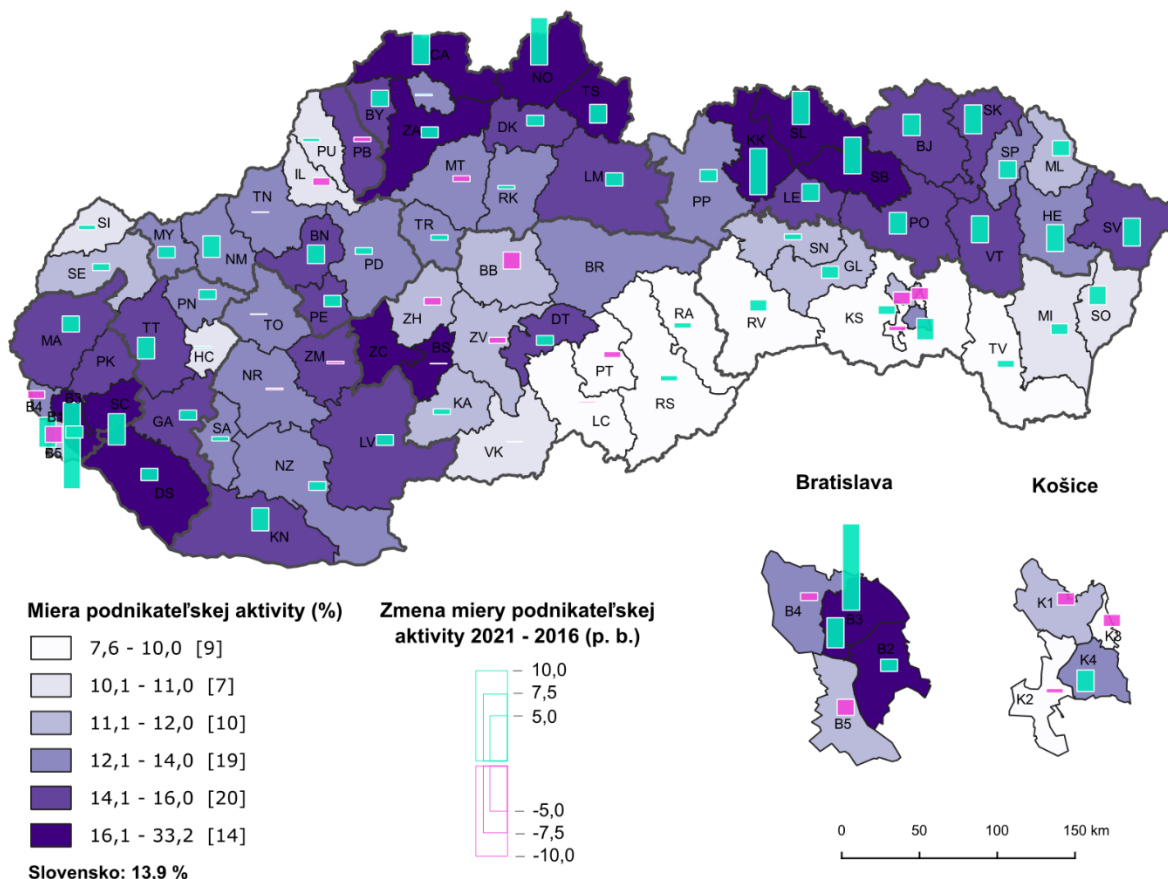 CA
NO
TS
BY
ZA
DK
PU
PB
IL
MT
RK
LM
KK
SL
SB
LE
BJ
SK
SP
ML
PP
PO
VT
HE
SV
SI
MY
TN
NM
BN
PD
TR
BB
BR
SN
GL
SE
PN
TO
PE
ZH
ZV
DT
RA
RV
KS
MI
SO
MA
TT
HC
PK
ZM
ZC
BS
PT
TV
NR
KA
RS
LC
B4
B3
SC
GA
SA
LV
VK
B5
DS
NZ
KN
Bratislava
Košice
B4
B3
B2
B5
K1
K3
K4
K2
Miera podnikateľskej aktivity (%)
7,6 - 10,0 [9]
10,1 - 11,0 [7]
11,1 - 12,0 [10]
12,1 - 14,0 [19]
14,1 - 16,0 [20]
16,1 - 33,2 [14]
Slovensko: 13,9 %
Zmena miery podnikateľskej
aktivity 2021 - 2016 (p. b.)
10,0
7,5
5,0
-5,0
-7,5
-10,0
0 50 100 150 km